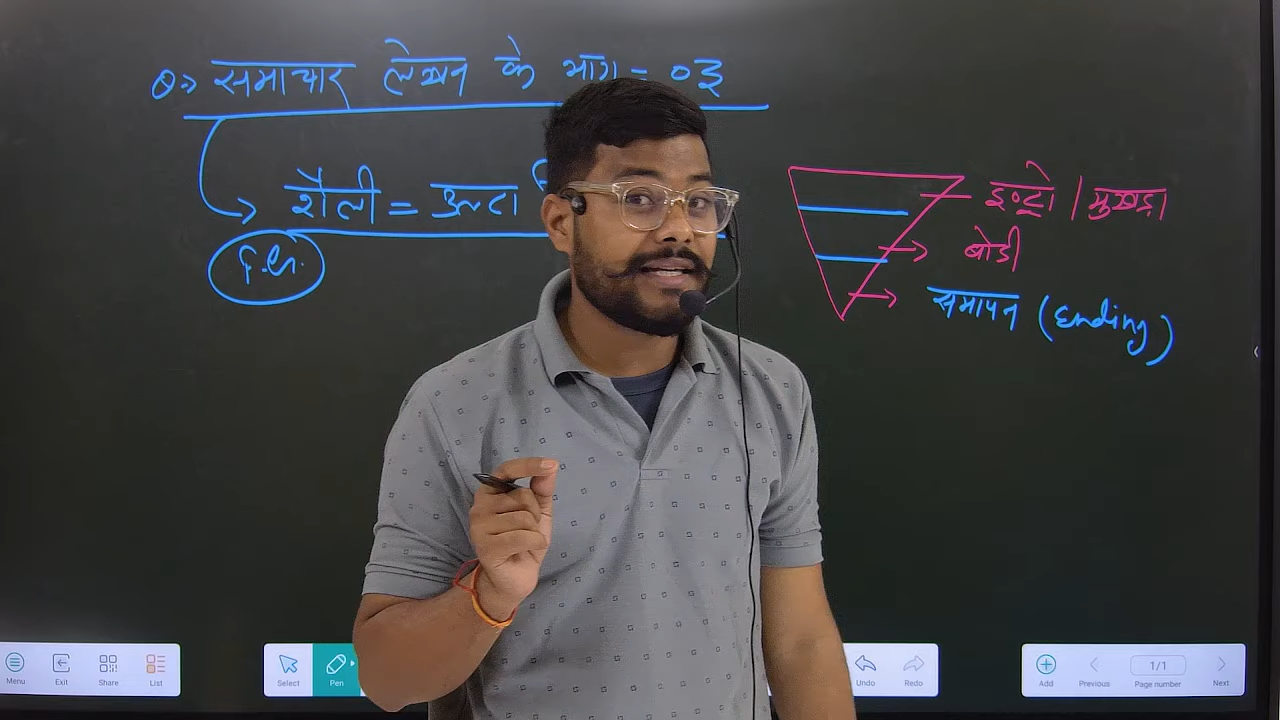 समाचार लेखन के भाग = 03
शैली = उल्टा
इण्ट्रो / मुखड़ा
बोडी
समापन (Ending)
Menu Exit Share List Select Pen Undo Redo Add Previous 1/1 Page number Next